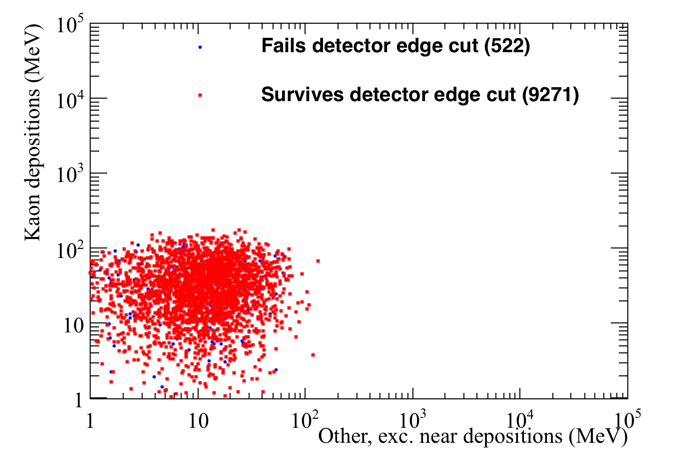 10^5
Fails detector edge cut (522)
10^4
Survives detector edge cut (9271)
10^3
10^2
10
1
Kaon depositions (MeV)
1 10 10^2 10^3 10^4 10^5
Other, exc. near depositions (MeV)